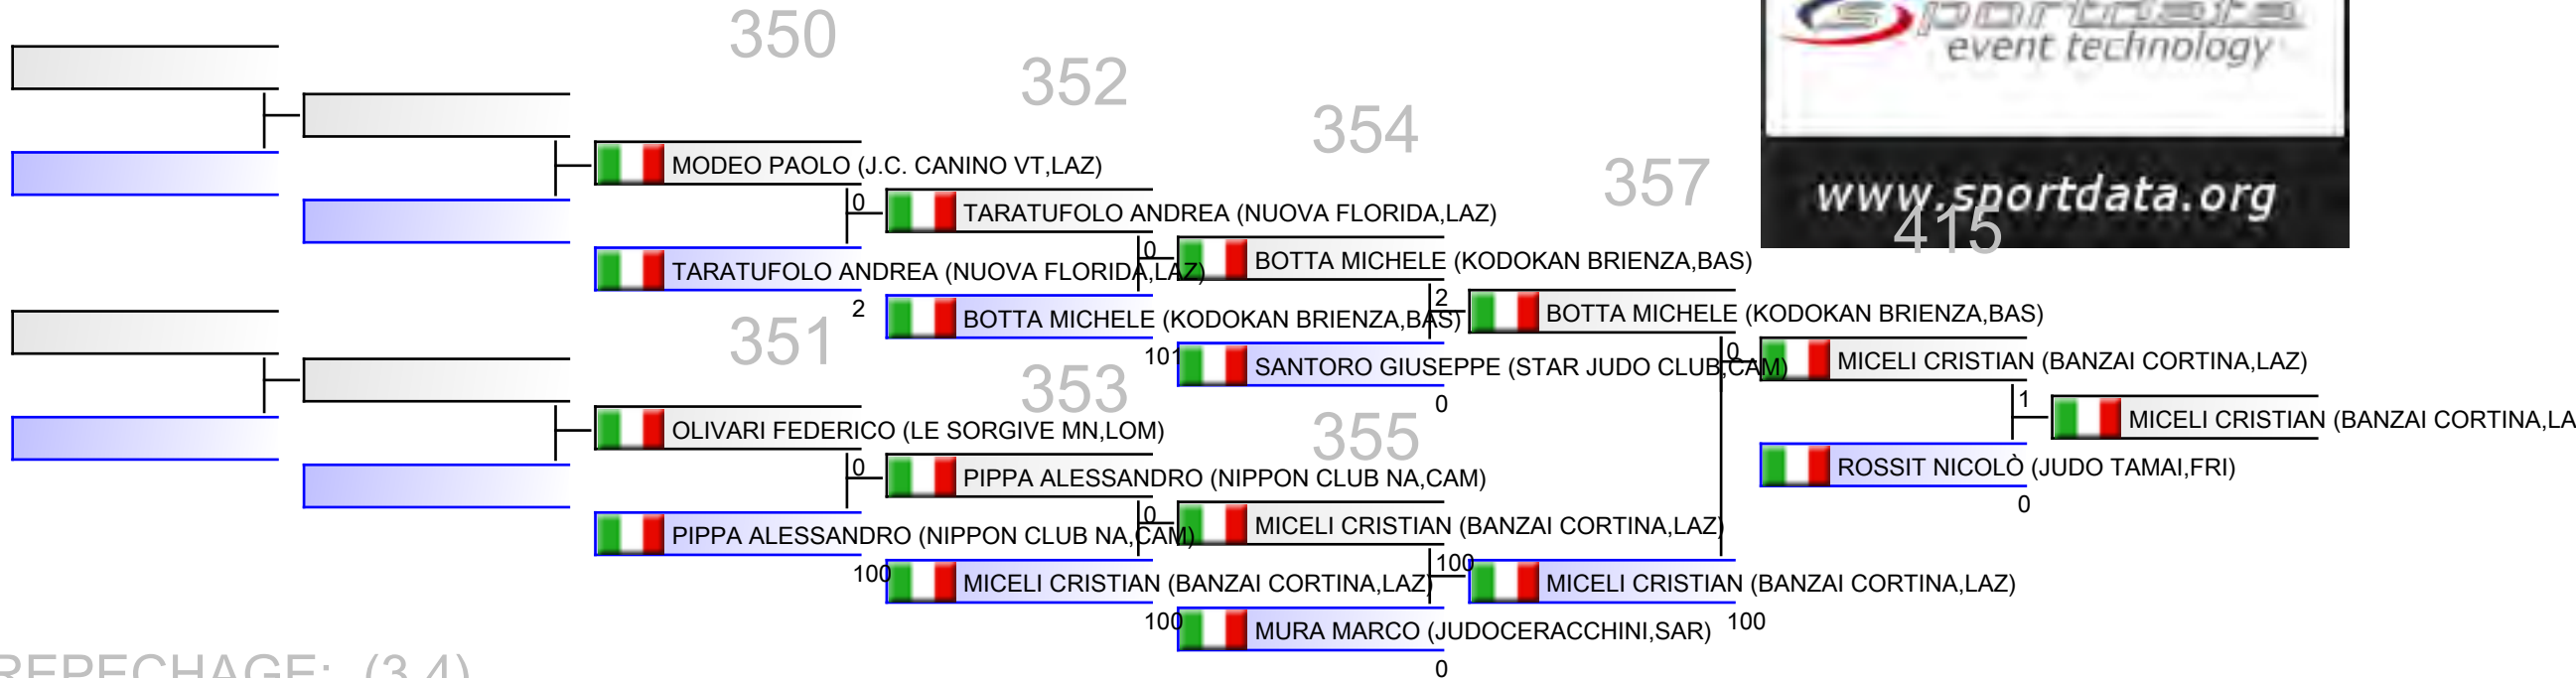 sportdata
event technology
www.sportdata.org
350
352
354
357
415
MODEO PAOLO (J.C. CANINO VT,LAZ)
0
TARATUFOLO ANDREA (NUOVA FLORIDA,LAZ)
TARATUFOLO ANDREA (NUOVA FLORIDA,LAZ)
2
0
BOTTA MICHELE (KODOKAN BRIENZA,BAS)
BOTTA MICHELE (KODOKAN BRIENZA,BAS)
101
2
BOTTA MICHELE (KODOKAN BRIENZA,BAS)
SANTORO GIUSEPPE (STAR JUDO CLUB,CAM)
0
0
MICELI CRISTIAN (BANZAI CORTINA,LAZ)
1
MICELI CRISTIAN (BANZAI CORTINA,LA
ROSSIT NICOLÒ (JUDO TAMAI,FRI)
0
351
353
355
OLIVARI FEDERICO (LE SORGIVE MN,LOM)
0
PIPPA ALESSANDRO (NIPPON CLUB NA,CAM)
PIPPA ALESSANDRO (NIPPON CLUB NA,CAM)
100
0
MICELI CRISTIAN (BANZAI CORTINA,LAZ)
MICELI CRISTIAN (BANZAI CORTINA,LAZ)
100
100
MICELI CRISTIAN (BANZAI CORTINA,LAZ)
100
MURA MARCO (JUDOCERACCHINI,SAR)
0
REPECHAGE: (3,4)